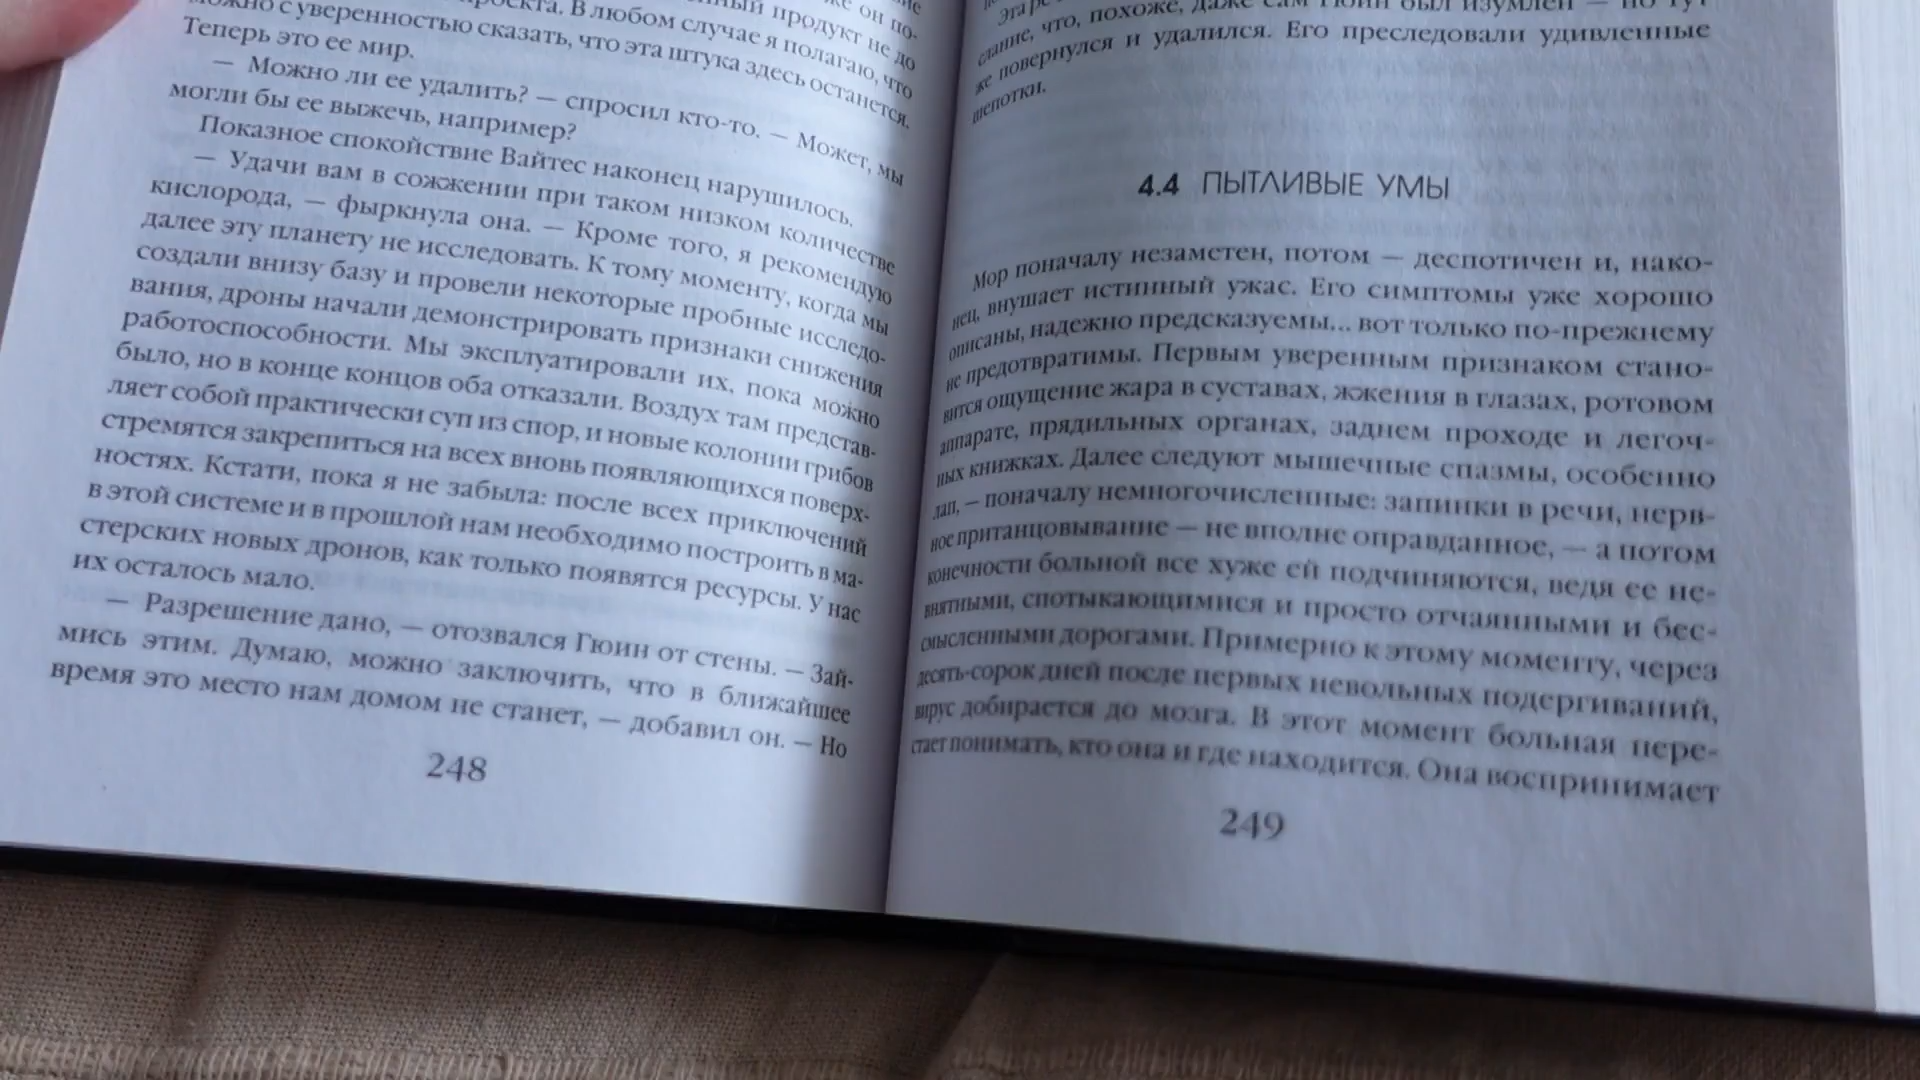 проекта. В любом случае я полагаю, что
можно с уверенностью сказать, что эта штука здесь останется.
Теперь это ее мир.
— Можно ли ее удалить? — спросил кто-то. — Может, мы
могли бы ее выжечь, например?
Показное спокойствие Вайтес наконец нарушилось.
— Удачи вам в сожжении при таком низком количестве
кислорода, — фыркнула она. — Кроме того, я рекомендую
далее эту планету не исследовать. К тому моменту, когда мы
создали внизу базу и провели некоторые пробные исследо-
вания, дроны начали демонстрировать признаки снижения
работоспособности. Мы эксплуатировали их, пока можно
было, но в конце концов оба отказали. Воздух там представ-
ляет собой практически суп из спор, и новые колонии грибов
стремятся закрепиться на всех вновь появляющихся поверх-
ностях. Кстати, пока я не забыла: после всех приключений
в этой системе и в прошлой нам необходимо построить в ма-
стерских новых дронов, как только появятся ресурсы. У нас
их осталось мало.
— Разрешение дано, — отозвался Гюин от стены. — Зай-
мись этим. Думаю, можно заключить, что в ближайшее
время это место нам домом не станет, — добавил он. — Но
248
слание, что, похоже, даже сам Гюин был изумлен — но тут
же повернулся и удалился. Его преследовали удивленные
шепотки.
4.4 ПЫТЛИВЫЕ УМЫ
Мор поначалу незаметен, потом — деспотичен и, нако-
нец, внушает истинный ужас. Его симптомы уже хорошо
описаны, надежно предсказуемы... вот только по-прежнему
не предотвратимы. Первым уверенным признаком стано-
вится ощущение жара в суставах, жжения в глазах, ротовом
аппарате, прядильных органах, заднем проходе и легоч-
ных книжках. Далее следуют мышечные спазмы, особенно
лап, — поначалу немногочисленные: запинки в речи, нерв-
ное пританцовывание — не вполне оправданное, — а потом
конечности больной все хуже ей подчиняются, ведя ее не-
внятными, спотыкающимися и просто отчаянными и бес-
смысленными дорогами. Примерно к этому моменту, через
десять-сорок дней после первых невольных подергиваний,
вирус добирается до мозга. В этот момент больная пере-
стает понимать, кто она и где находится. Она воспринимает
249